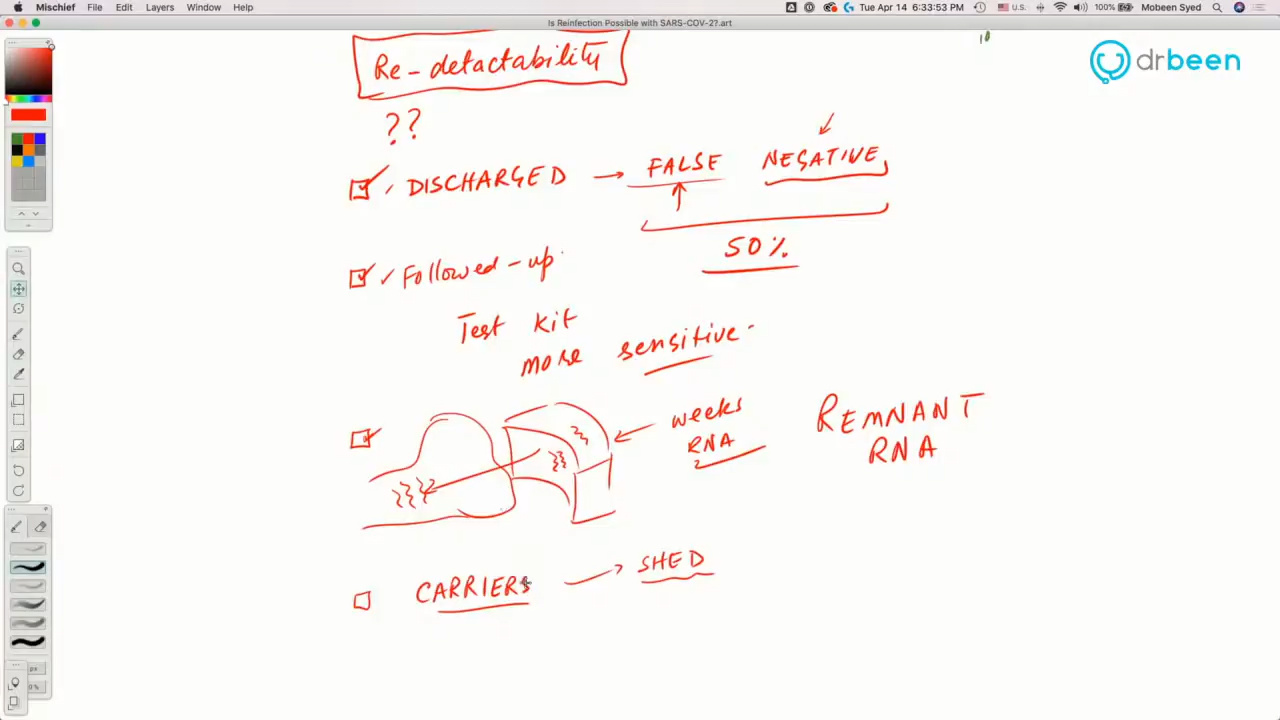 Mischief File Edit Layers Window Help U.S. 100% Tue Apr 14 6:33:53 PM Mobeen Syed
Is Reinfection Possible with SARS-COV-2?.art
drbeen
Re-detactability
??
DISCHARGED → FALSE NEGATIVE
50%
Followed-up
Test kit
more sensitive
weeks
RNA
REMNANT
RNA
CARRIERS → SHED